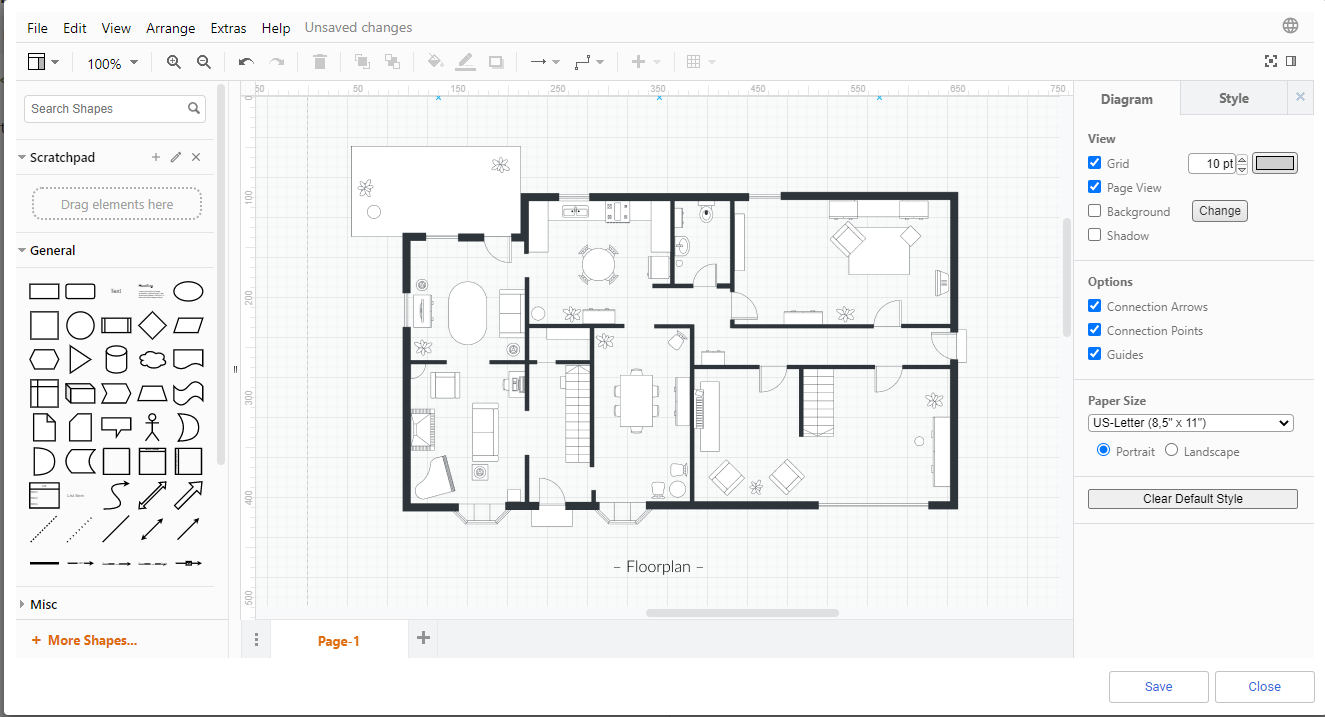 File Edit View Arrange Extras Help Unsaved changes
100%
Search Shapes
Scratchpad
Drag elements here
General
Text
Heading
List Item
Misc
+ More Shapes...
50 50 150 250 350 450 550 650 750
0
100
200
300
400
500
– Floorplan –
Page-1
Diagram Style
View
Grid 10 pt
Page View
Background Change
Shadow
Options
Connection Arrows
Connection Points
Guides
Paper Size
US-Letter (8,5" x 11")
Portrait Landscape
Clear Default Style
Save Close